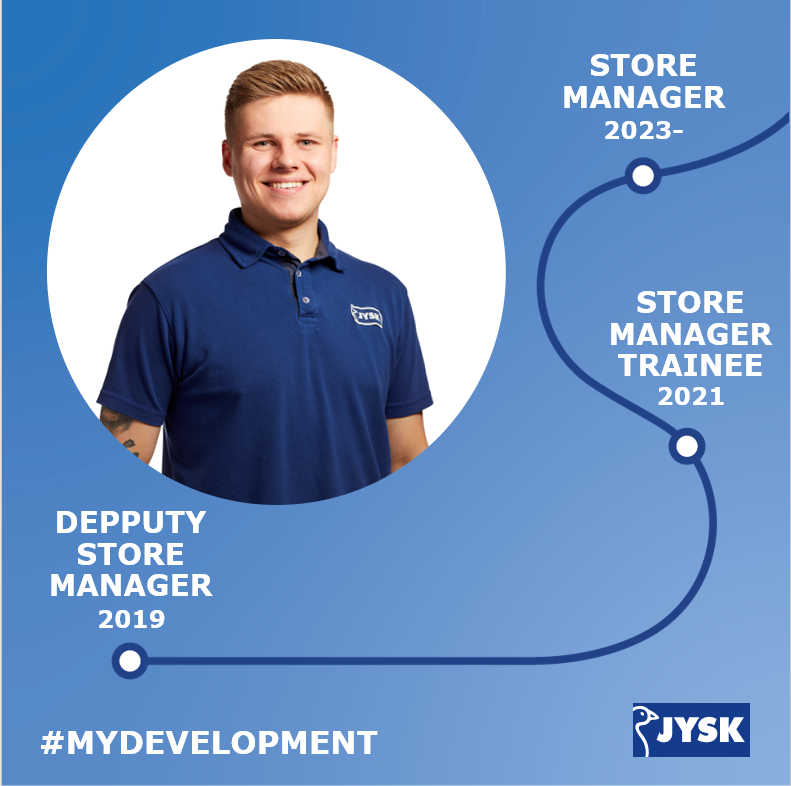 STORE
MANAGER
2023-
JYSK
STORE
MANAGER
TRAINEE
2021
DEPPUTY
STORE
MANAGER
2019
#MYDEVELOPMENT
JYSK